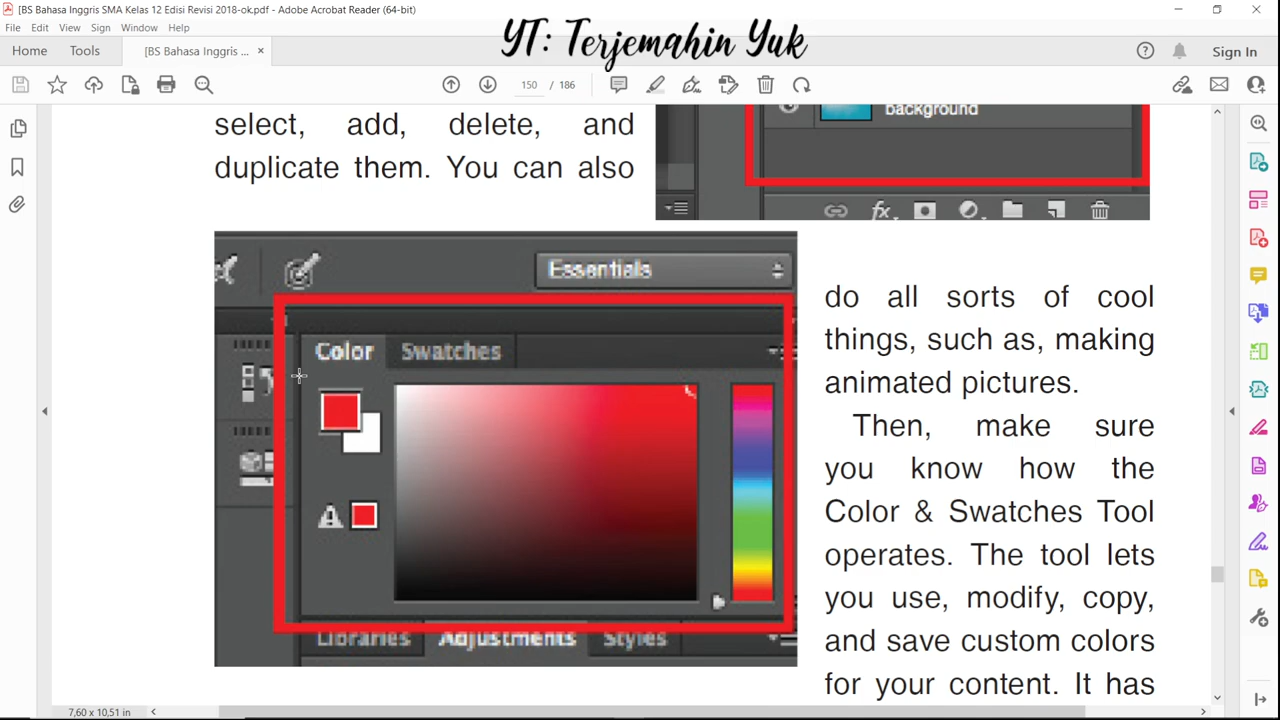 [BS Bahasa Inggris SMA Kelas 12 Edisi Revisi 2018-ok.pdf - Adobe Acrobat Reader (64-bit)
File Edit View Sign Window Help
YT: Terjemahin Yuk
Home Tools [BS Bahasa Inggris ... × Sign In
150 / 186
select, add, delete, and
duplicate them. You can also
background
fx
Essentials
Color Swatches
Libraries Adjustments Styles
do all sorts of cool
things, such as, making
animated pictures.
Then, make sure
you know how the
Color & Swatches Tool
operates. The tool lets
you use, modify, copy,
and save custom colors
for your content. It has
7,60 x 10,51 in